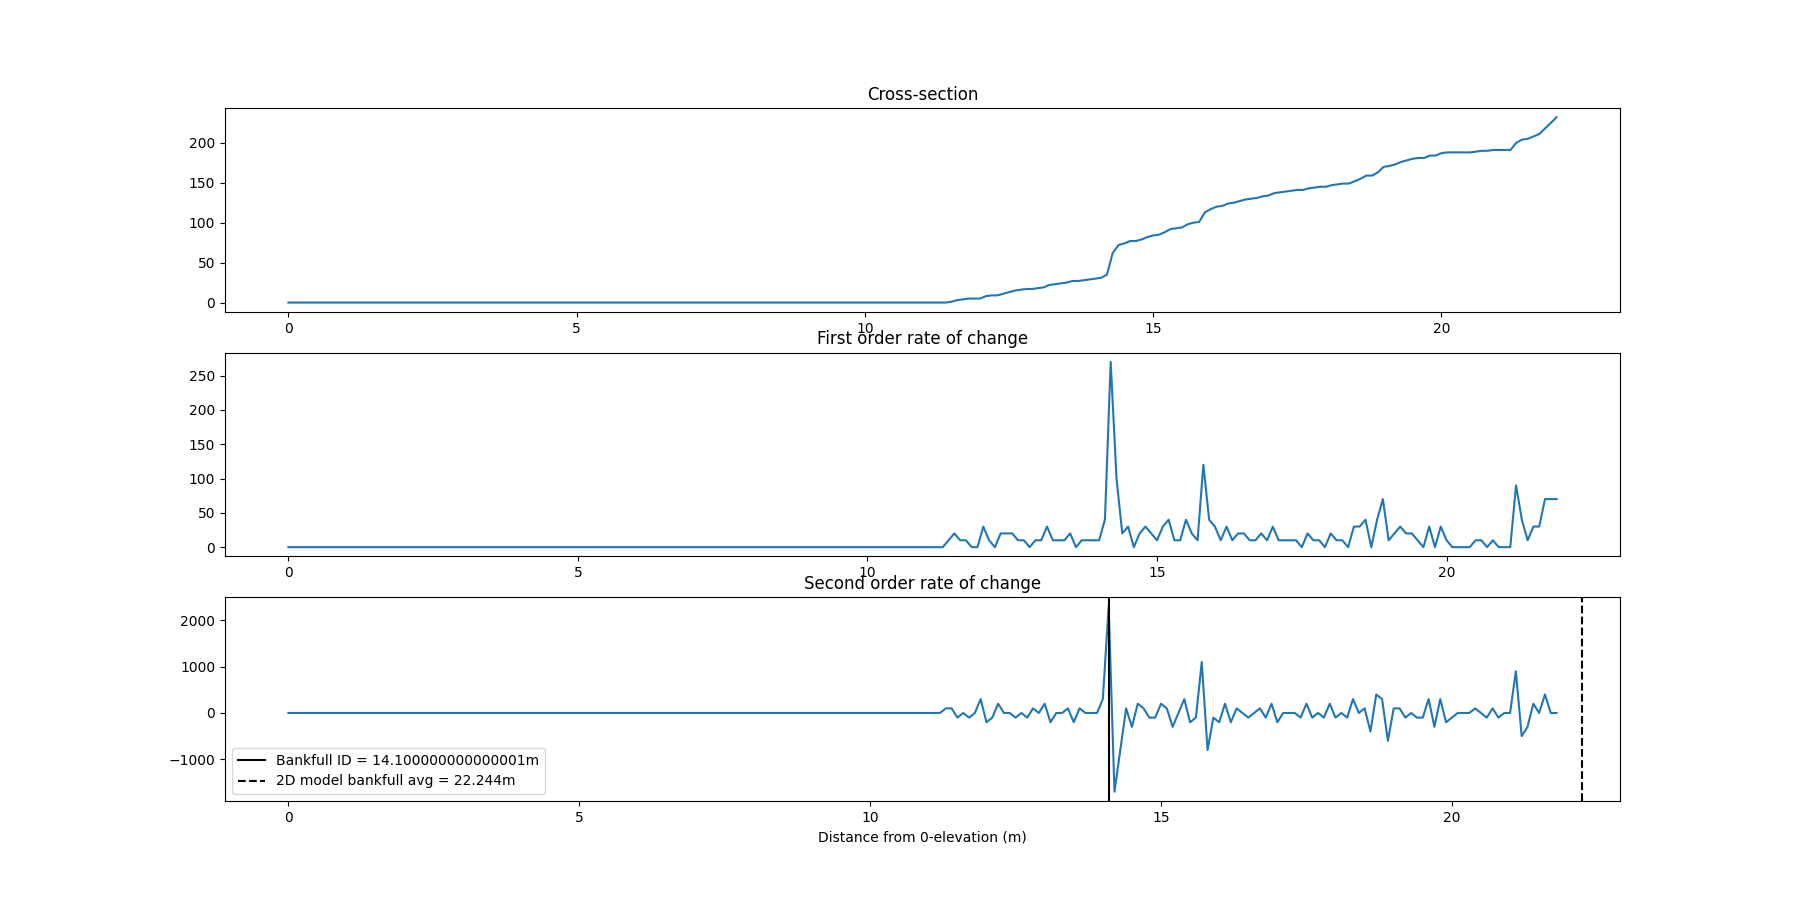 Cross-section
200
150
100
50
0
0 5 10 15 20
First order rate of change
250
200
150
100
50
0
0 5 10 15 20
Second order rate of change
2000
1000
0
−1000
Bankfull ID = 14.100000000000001m
2D model bankfull avg = 22.244m
0 5 10 15 20
Distance from 0-elevation (m)